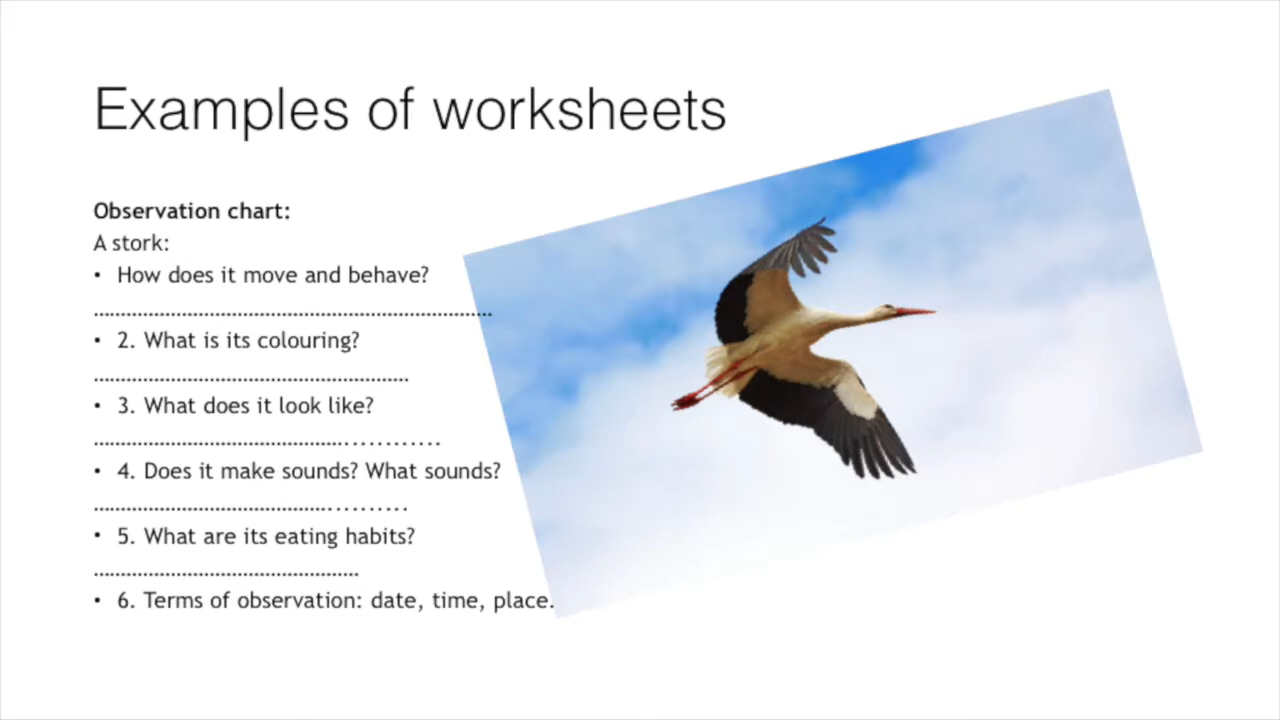 Examples of worksheets
Observation chart:
A stork:
• How does it move and behave?
................................................................................
• 2. What is its colouring?
...............................................................
• 3. What does it look like?
.............................................................
• 4. Does it make sounds? What sounds?
.........................................................
• 5. What are its eating habits?
.....................................................
• 6. Terms of observation: date, time, place.